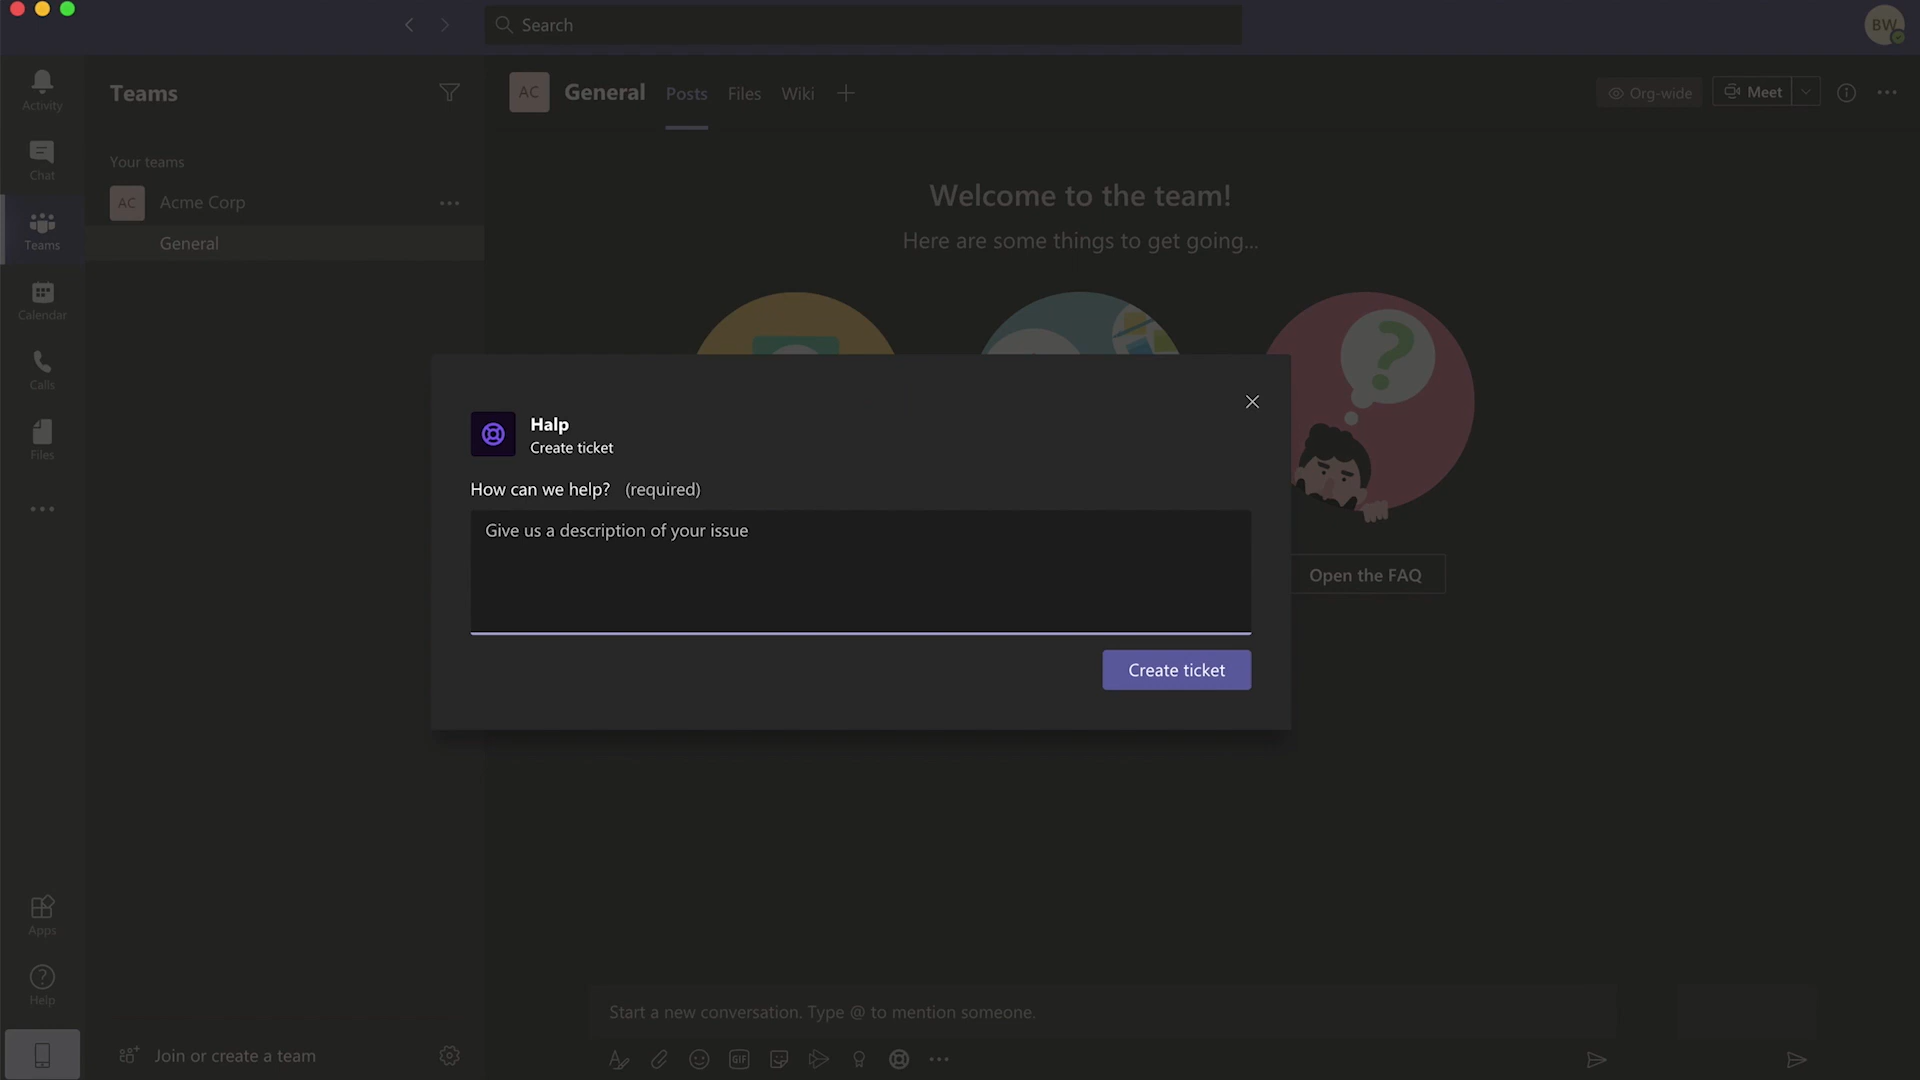 Search
BW
Activity
Chat
Teams
Calendar
Calls
Files
Apps
Help
Teams
Your teams
AC Acme Corp
General
Join or create a team
AC General Posts Files Wiki
Org-wide
Meet
Welcome to the team!
Here are some things to get going...
?
Open the FAQ
Halp
Create ticket
How can we help? (required)
Give us a description of your issue
Create ticket
Start a new conversation. Type @ to mention someone.
GIF